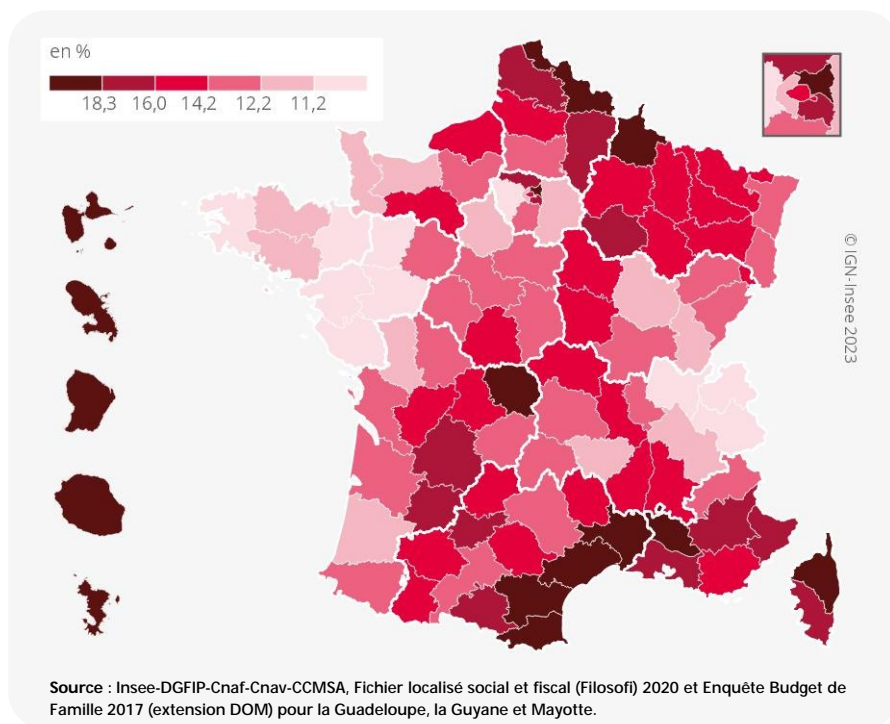 en %
18,3 16,0 14,2 12,2 11,2
© IGN-Insee 2023
Source : Insee-DGFIP-Cnaf-Cnav-CCMSA, Fichier localisé social et fiscal (Filosofi) 2020 et Enquête Budget de
Famille 2017 (extension DOM) pour la Guadeloupe, la Guyane et Mayotte.